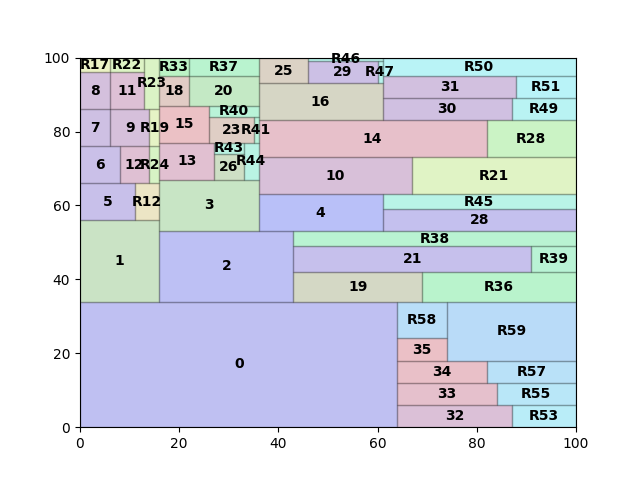 100
80
60
40
20
0
0 20 40 60 80 100
R46
R17 R22 R33 R37 25 29 R47 R50
8 11 R23 18 20 16 31 R51
30 R49
R40
7 9 R19 15 23 R41 14 R28
R43
6 12 R24 13 26 R44 10 R21
5 R12 3 4 R45
28
1 2 R38
21 R39
19 R36
0 R58 R59
35
34 R57
33 R55
32 R53